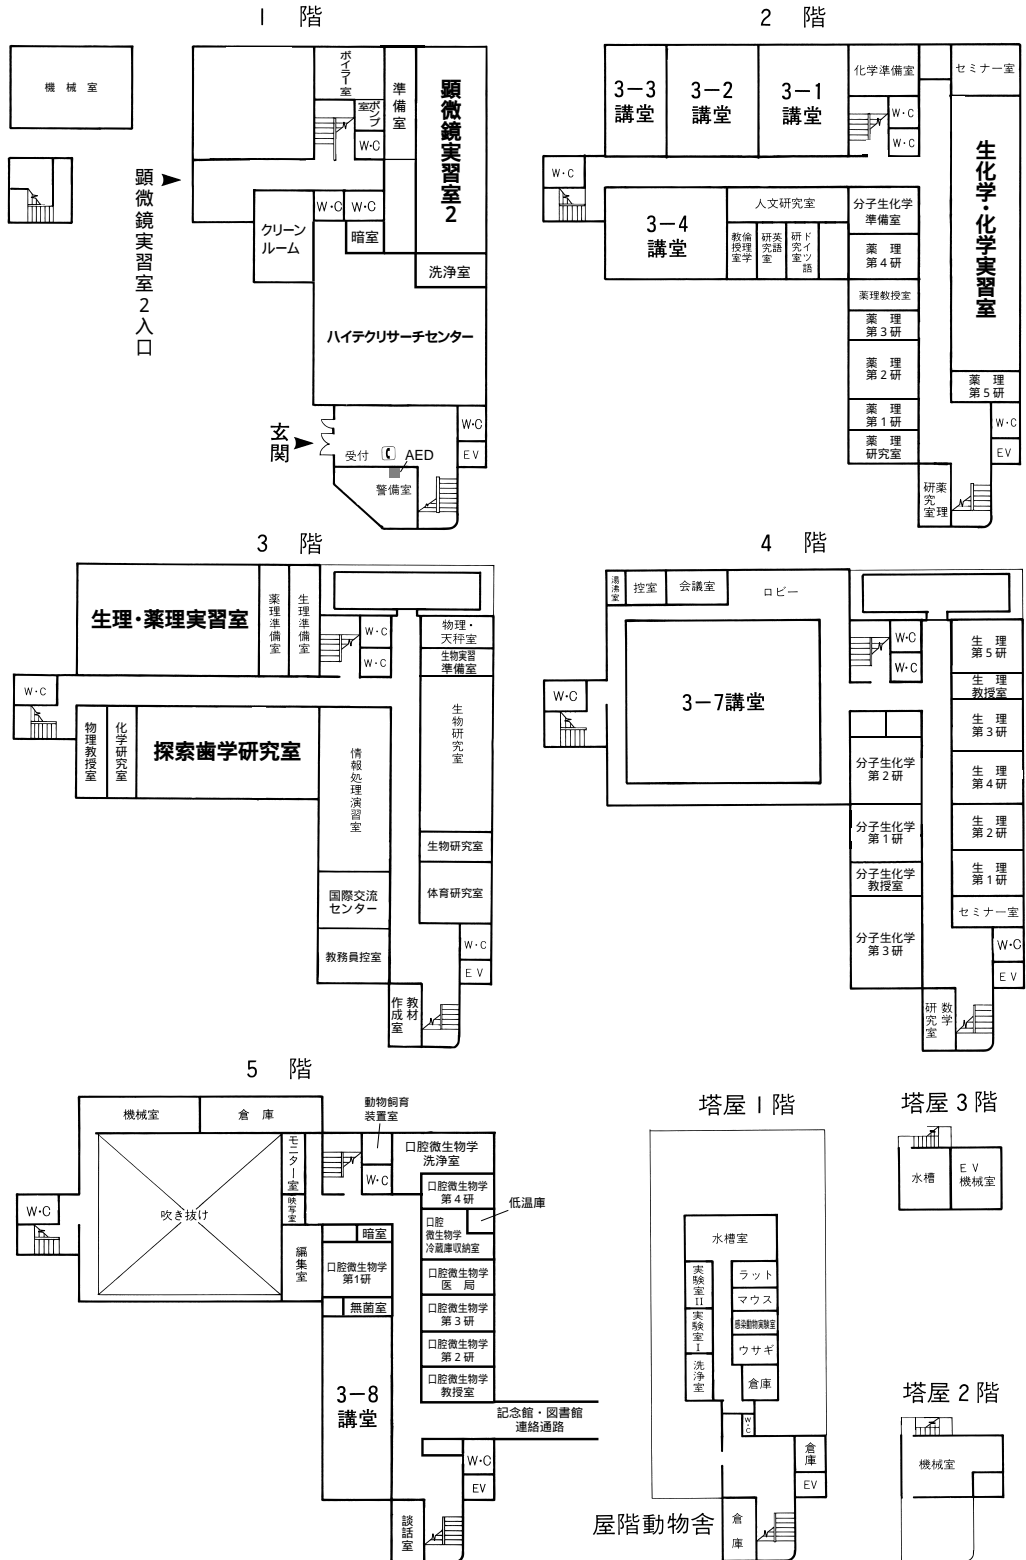 1 階
機 械 室
ボイラー室
ポンプ室
W・C
準備室
顕微鏡実習室2
顕微鏡実習室2入口
クリーン
ルーム
W・C
W・C
暗室
洗浄室
ハイテクリサーチセンター
玄関
受付
AED
警備室
W・C
EV
2 階
3−3
講堂
3−2
講堂
3−1
講堂
化学準備室
セミナー室
W・C
W・C
W・C
生化学・化学実習室
3−4
講堂
人文研究室
倫理学教授室
英語研究室
ドイツ語研究室
分子生化学
準備室
薬 理
第4研
薬理教授室
薬 理
第3研
薬 理
第2研
薬 理
第1研
薬 理
研究室
薬 理
第5研
W・C
EV
薬理研究室
3 階
生理・薬理実習室
薬理準備室
生理準備室
W・C
W・C
物理・
天秤室
生物実習
準備室
W・C
物理教授室
化学研究室
探索歯学研究室
情報処理演習室
生物研究室
生物研究室
国際交流
センター
体育研究室
教務員控室
W・C
EV
教材作成室
4 階
湯沸室
控室
会議室
ロビー
W・C
W・C
W・C
3−7講堂
生 理
第5研
生 理
教授室
生 理
第3研
生 理
第4研
生 理
第2研
生 理
第1研
セミナー室
分子生化学
第2研
分子生化学
第1研
分子生化学
教授室
分子生化学
第3研
W・C
EV
数学研究室
5 階
機械室
倉 庫
動物飼育
装置室
モニター室
映写室
編集室
吹き抜け
W・C
W・C
口腔微生物学
洗浄室
口腔微生物学
第4研
低温庫
口腔
微生物学
冷蔵庫収納室
暗室
口腔微生物学
第1研
無菌室
口腔微生物学
医 局
口腔微生物学
第3研
口腔微生物学
第2研
口腔微生物学
教授室
3−8
講堂
記念館・図書館
連絡通路
W・C
EV
談話室
塔屋1階
水槽室
実験室II
実験室I
洗浄室
ラット
マウス
感染動物実験室
ウサギ
倉庫
W・C
倉庫
EV
倉庫
屋階動物舎
塔屋3階
水槽
EV
機械室
塔屋2階
機械室